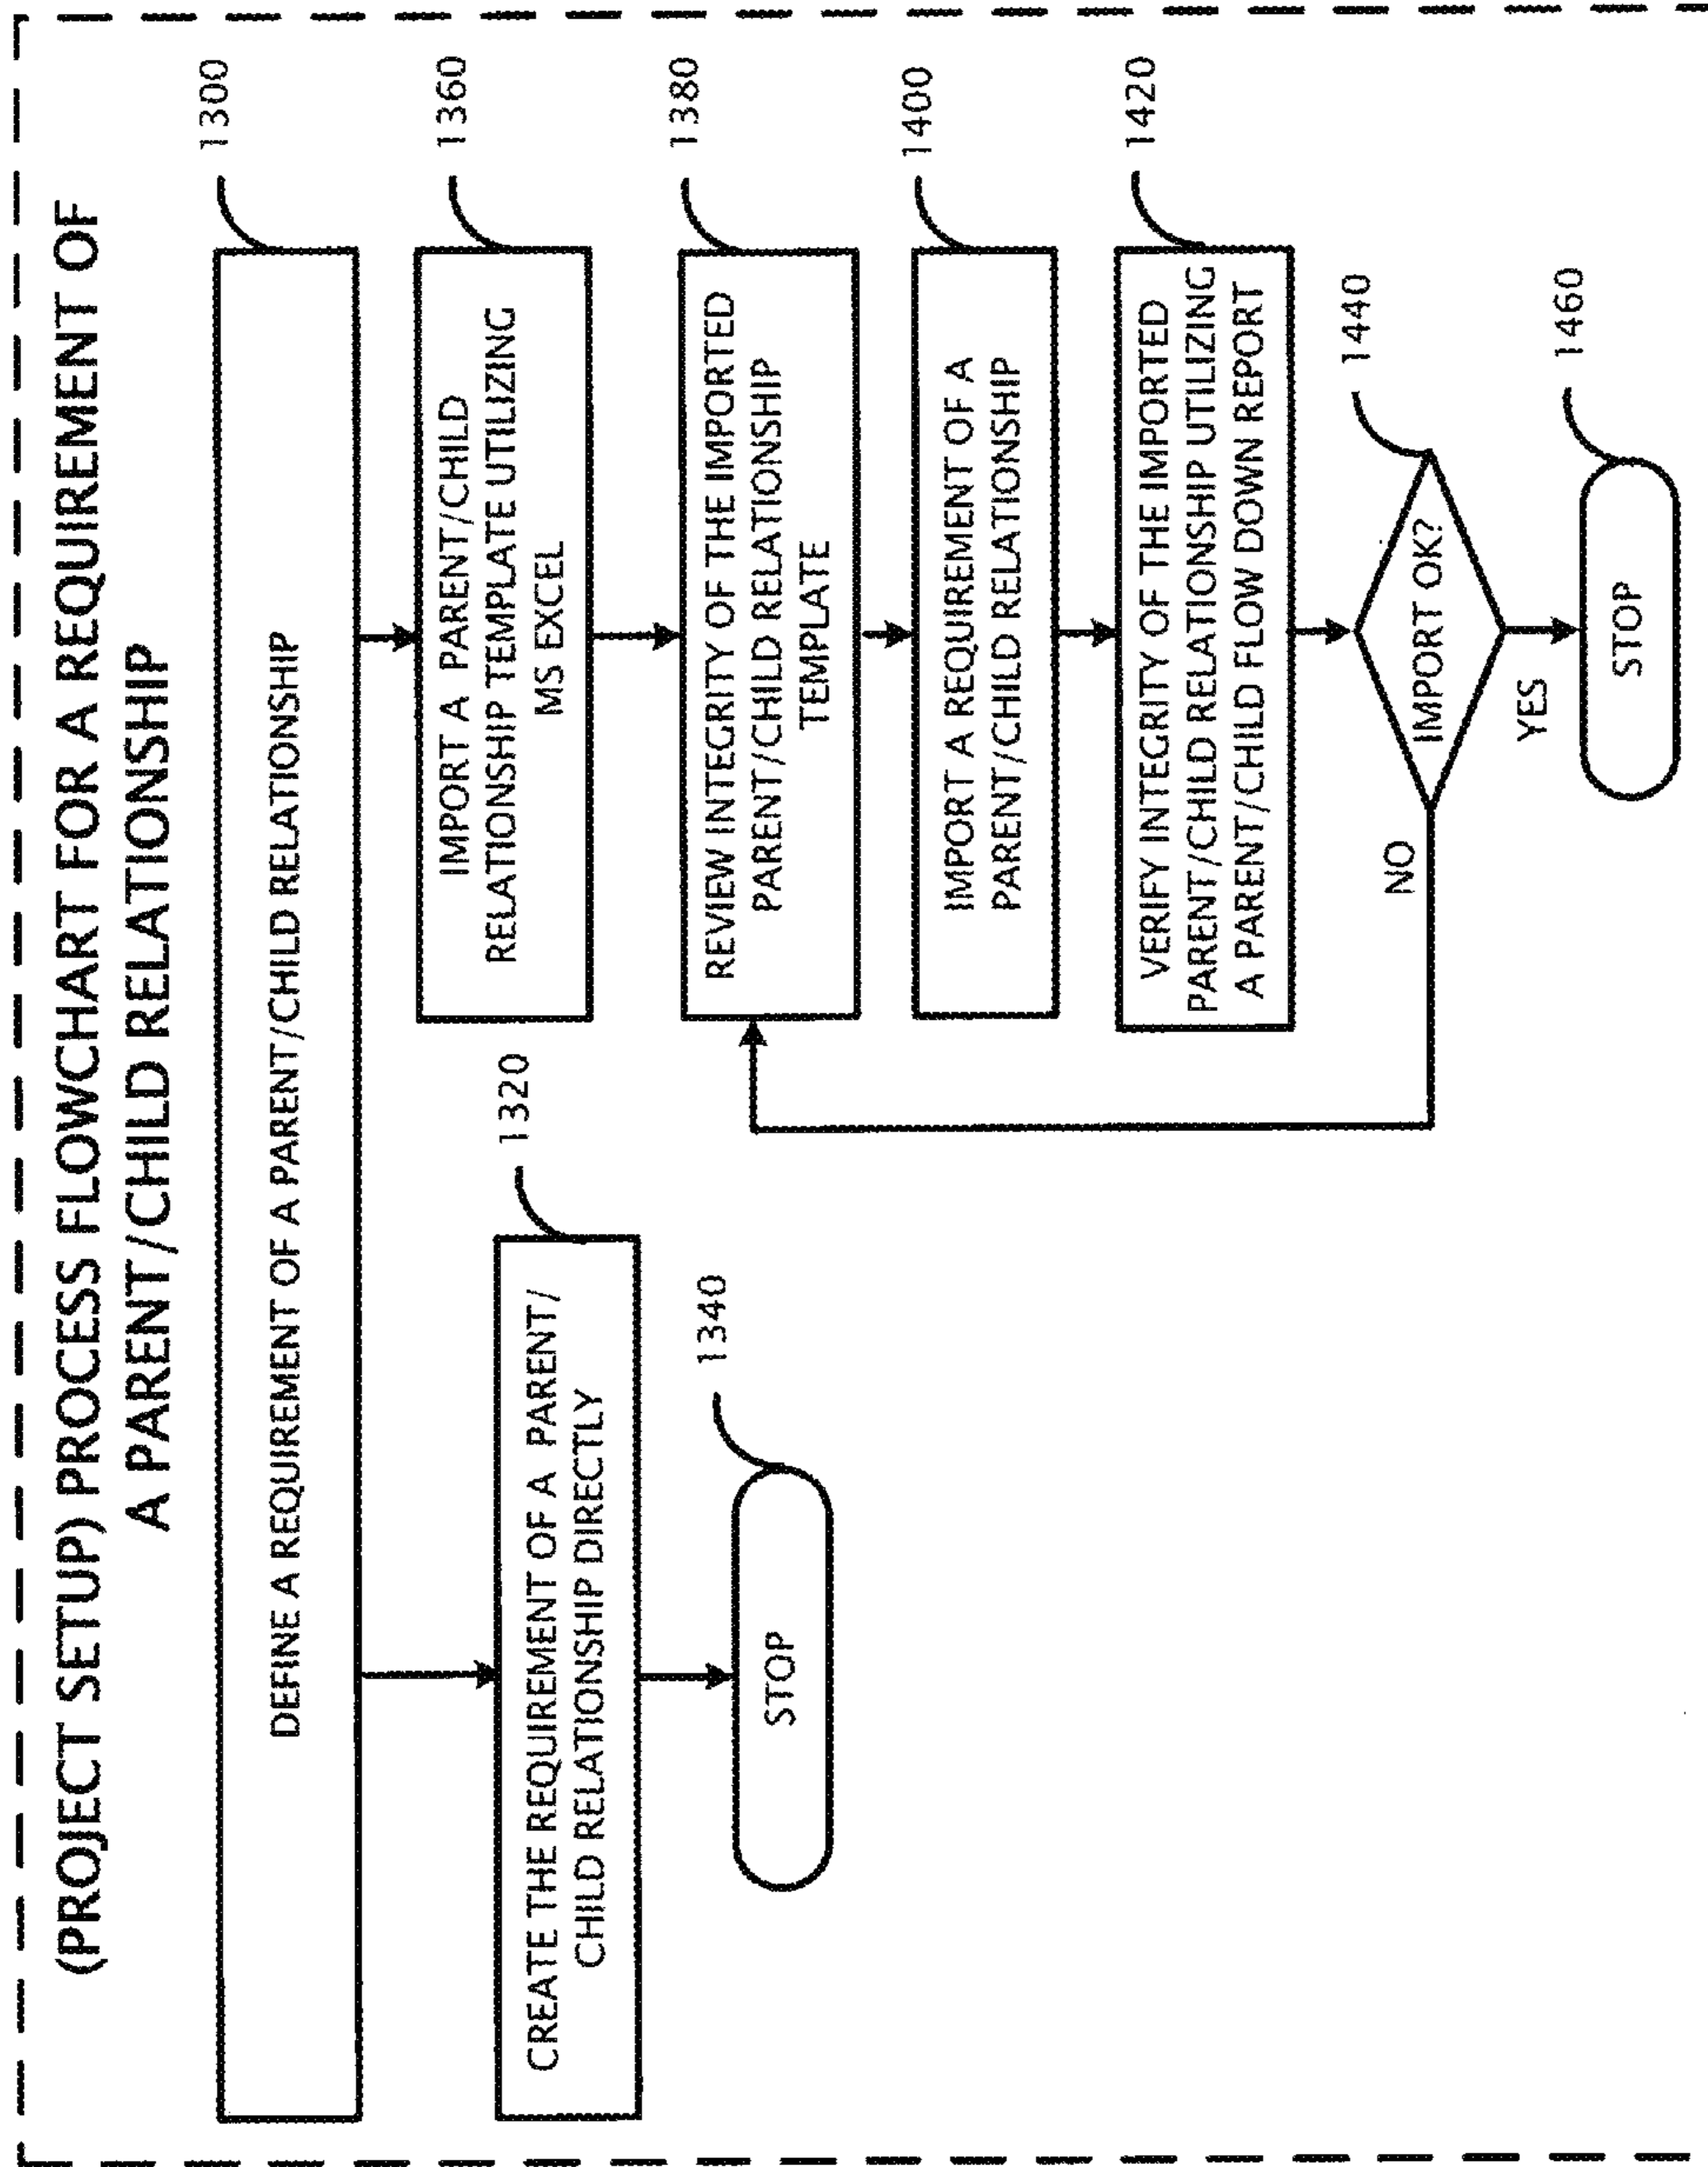 (PROJECT SETUP) PROCESS FLOWCHART FOR A REQUIREMENT OF
A PARENT/CHILD RELATIONSHIP
1300
DEFINE A REQUIREMENT OF A PARENT/CHILD RELATIONSHIP
1320
CREATE THE REQUIREMENT OF A PARENT/
CHILD RELATIONSHIP DIRECTLY
1340
STOP
1360
IMPORT A PARENT/CHILD
RELATIONSHIP TEMPLATE UTILIZING
MS EXCEL
1380
REVIEW INTEGRITY OF THE IMPORTED
PARENT/CHILD RELATIONSHIP
TEMPLATE
1400
IMPORT A REQUIREMENT OF A
PARENT/CHILD RELATIONSHIP
1420
VERIFY INTEGRITY OF THE IMPORTED
PARENT/CHILD RELATIONSHIP UTILIZING
A PARENT/CHILD FLOW DOWN REPORT
1440
IMPORT OK?
NO
YES
1460
STOP